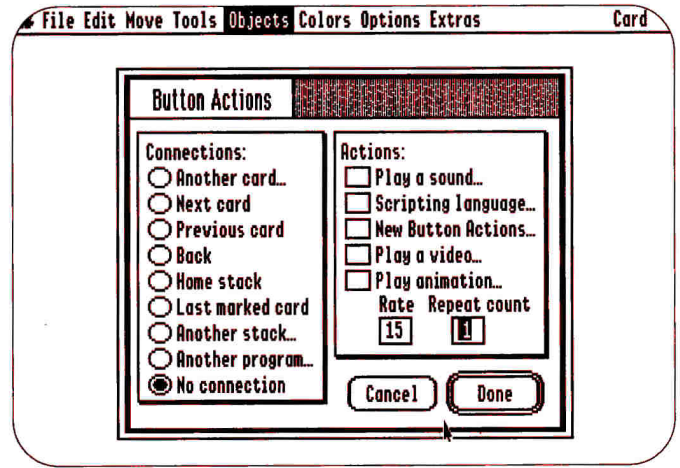 File Edit Move Tools Objects Colors Options Extras Card
Button Actions
Connections:
Another card...
Next card
Previous card
Back
Home stack
Last marked card
Another stack...
Another program...
No connection
Actions:
Play a sound...
Scripting language...
New Button Actions...
Play a video...
Play animation...
Rate Repeat count
15 1
Cancel Done